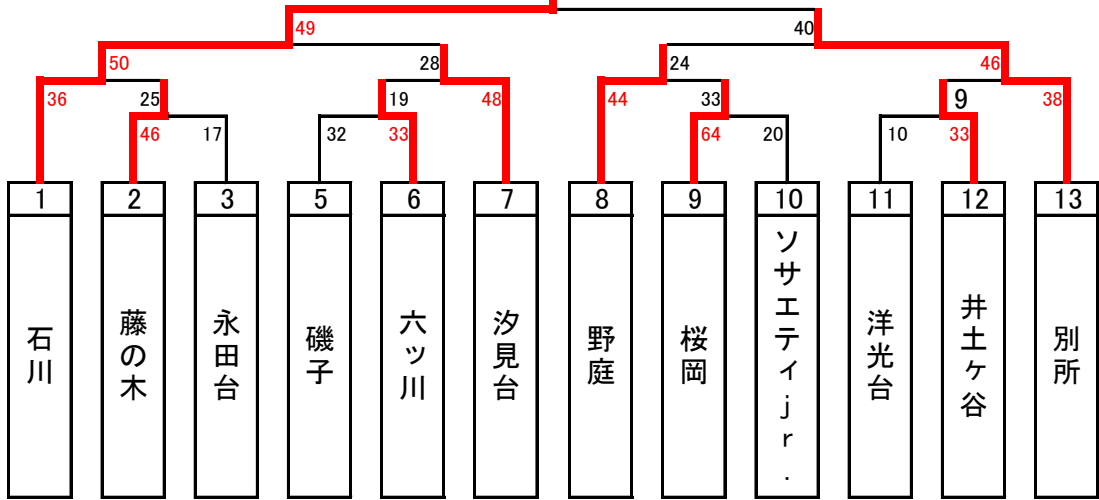 49 40
50 28 24 46
36 25 19 48 44 33 9 38
46 17 32 33 64 20 10 33
1 2 3 5 6 7 8 9 10 11 12 13
石川
藤の木
永田台
磯子
六ッ川
汐見台
野庭
桜岡
ソサエティjr.
洋光台
井土ヶ谷
別所